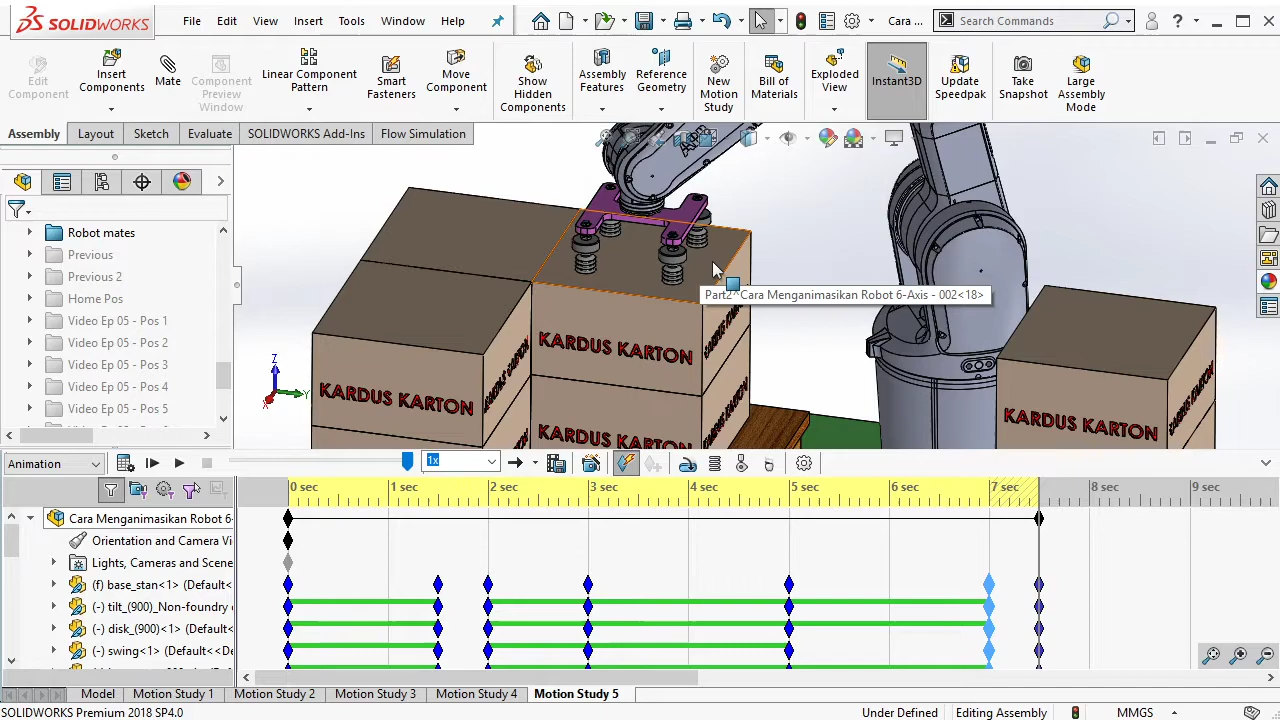 SOLIDWORKS
File Edit View Insert Tools Window Help
Cara ...
Search Commands
Edit Component
Insert Components
Mate
Component Preview Window
Linear Component Pattern
Smart Fasteners
Move Component
Show Hidden Components
Assembly Features
Reference Geometry
New Motion Study
Bill of Materials
Exploded View
Instant3D
Update Speedpak
Take Snapshot
Large Assembly Mode
Assembly Layout Sketch Evaluate SOLIDWORKS Add-Ins Flow Simulation
Robot mates
Previous
Previous 2
Home Pos
Video Ep 05 - Pos 1
Video Ep 05 - Pos 2
Video Ep 05 - Pos 3
Video Ep 05 - Pos 4
Video Ep 05 - Pos 5
Part2^Cara Menganimasikan Robot 6-Axis - 002<18>
KARDUS KARTON
KARDUS KARTON
KARDUS KARTON
KARDUS KARTON
Z
Y
X
Animation
1x
0 sec 1 sec 2 sec 3 sec 4 sec 5 sec 6 sec 7 sec 8 sec 9 sec
Cara Menganimasikan Robot 6-
Orientation and Camera Vi
Lights, Cameras and Scene
(f) base_stan<1> (Default<
(-) tilt_(900)_Non-foundry
(-) disk_(900)<1> (Default<
(-) swing<1> (Default<<De
Model Motion Study 1 Motion Study 2 Motion Study 3 Motion Study 4 Motion Study 5
SOLIDWORKS Premium 2018 SP4.0
Under Defined Editing Assembly MMGS